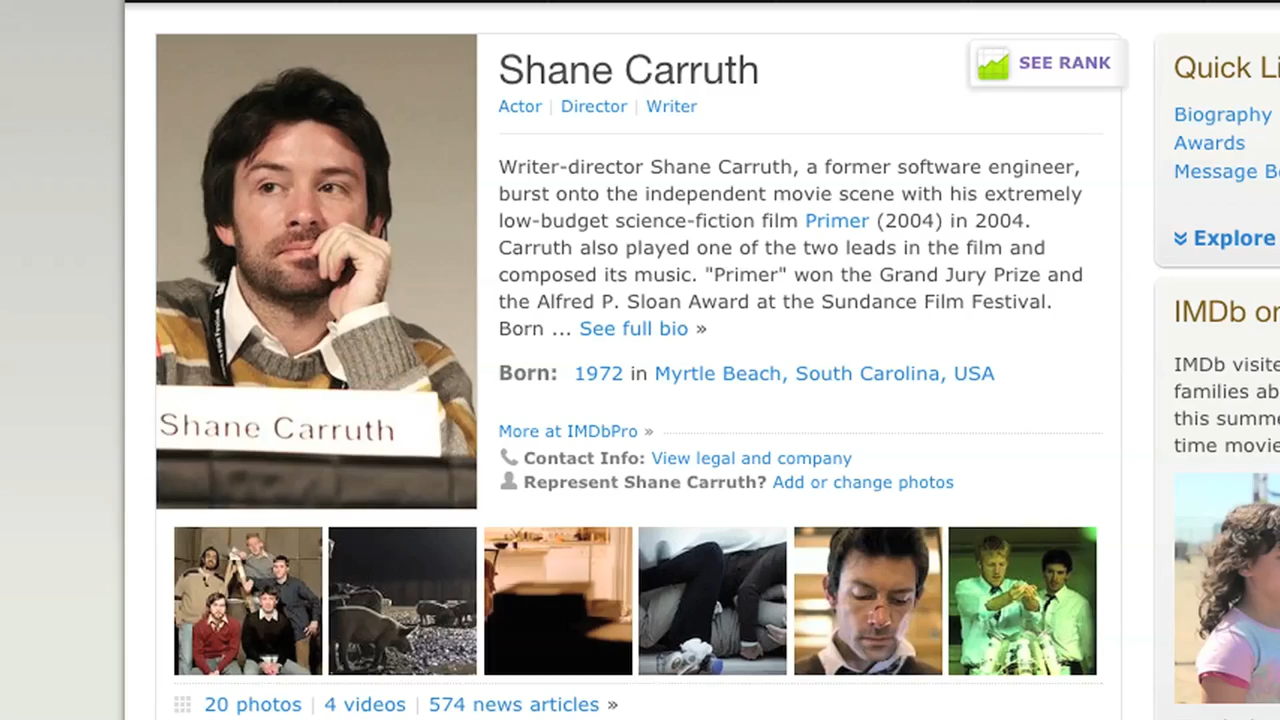 Shane Carruth
SEE RANK
Actor | Director | Writer
Writer-director Shane Carruth, a former software engineer,
burst onto the independent movie scene with his extremely
low-budget science-fiction film Primer (2004) in 2004.
Carruth also played one of the two leads in the film and
composed its music. "Primer" won the Grand Jury Prize and
the Alfred P. Sloan Award at the Sundance Film Festival.
Born ... See full bio »
Born: 1972 in Myrtle Beach, South Carolina, USA
More at IMDbPro »
Contact Info: View legal and company
Represent Shane Carruth? Add or change photos
Shane Carruth
20 photos | 4 videos | 574 news articles »
Quick Li
Biography
Awards
Message Bo
Explore
IMDb on
IMDb visite
families ab
this summe
time movie